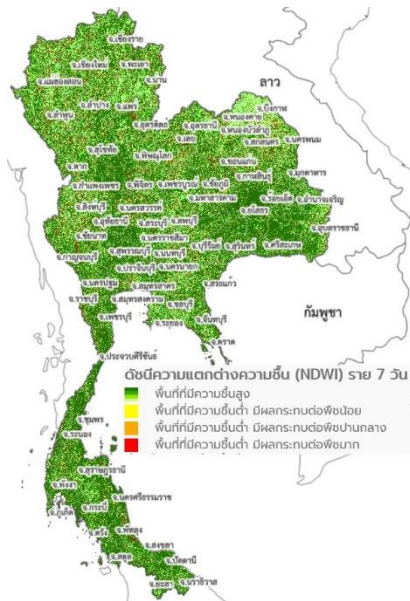 จ.เชียงราย
จ.เชียงใหม่
จ.พะเยา
จ.แม่ฮ่องสอน
จ.น่าน
ลาว
จ.ลำปาง
จ.แพร่
จ.ลำพูน
จ.อุตรดิตถ์
จ.อุดรธานี
จ.หนองคาย
จ.บึงกาฬ
จ.เลย
จ.หนองบัวลำภู
จ.สกลนคร
จ.นครพนม
จ.สุโขทัย
จ.ตาก
จ.พิษณุโลก
จ.ขอนแก่น
จ.กาฬสินธุ์
จ.มุกดาหาร
จ.กำแพงเพชร
จ.พิจิตร
จ.เพชรบูรณ์
จ.ชัยภูมิ
จ.มหาสารคาม
จ.ร้อยเอ็ด
จ.อำนาจเจริญ
จ.สิงห์บุรี
จ.นครสวรรค์
จ.ยโสธร
จ.อุทัยธานี
จ.สระบุรี
จ.ลพบุรี
จ.อุบลราชธานี
จ.ชัยนาท
จ.นครราชสีมา
จ.บุรีรัมย์
จ.สุรินทร์
จ.ศรีสะเกษ
จ.กาญจนบุรี
จ.สุพรรณบุรี
จ.นนทบุรี
จ.ปราจีนบุรี
จ.นครนายก
จ.นครปฐม
จ.สมุทรสาคร
จ.สระแก้ว
จ.ราชบุรี
จ.สมุทรสงคราม
จ.ชลบุรี
กัมพูชา
จ.เพชรบุรี
จ.ระยอง
จ.จันทบุรี
จ.ตราด
จ.ประจวบคีรีขันธ์
ดัชนีความแตกต่างความชื้น (NDWI) ราย 7 วัน
พื้นที่ที่มีความชื้นสูง
พื้นที่ที่มีความชื้นต่ำ มีผลกระทบต่อพืชน้อย
พื้นที่ที่มีความชื้นต่ำ มีผลกระทบต่อพืชปานกลาง
พื้นที่ที่มีความชื้นต่ำ มีผลกระทบต่อพืชมาก
จ.ชุมพร
จ.ระนอง
จ.สุราษฎร์ธานี
จ.พังงา
จ.นครศรีธรรมราช
จ.กระบี่
จ.ภูเก็ต
จ.ตรัง
จ.พัทลุง
จ.สงขลา
จ.สตูล
จ.ปัตตานี
จ.ยะลา
จ.นราธิวาส